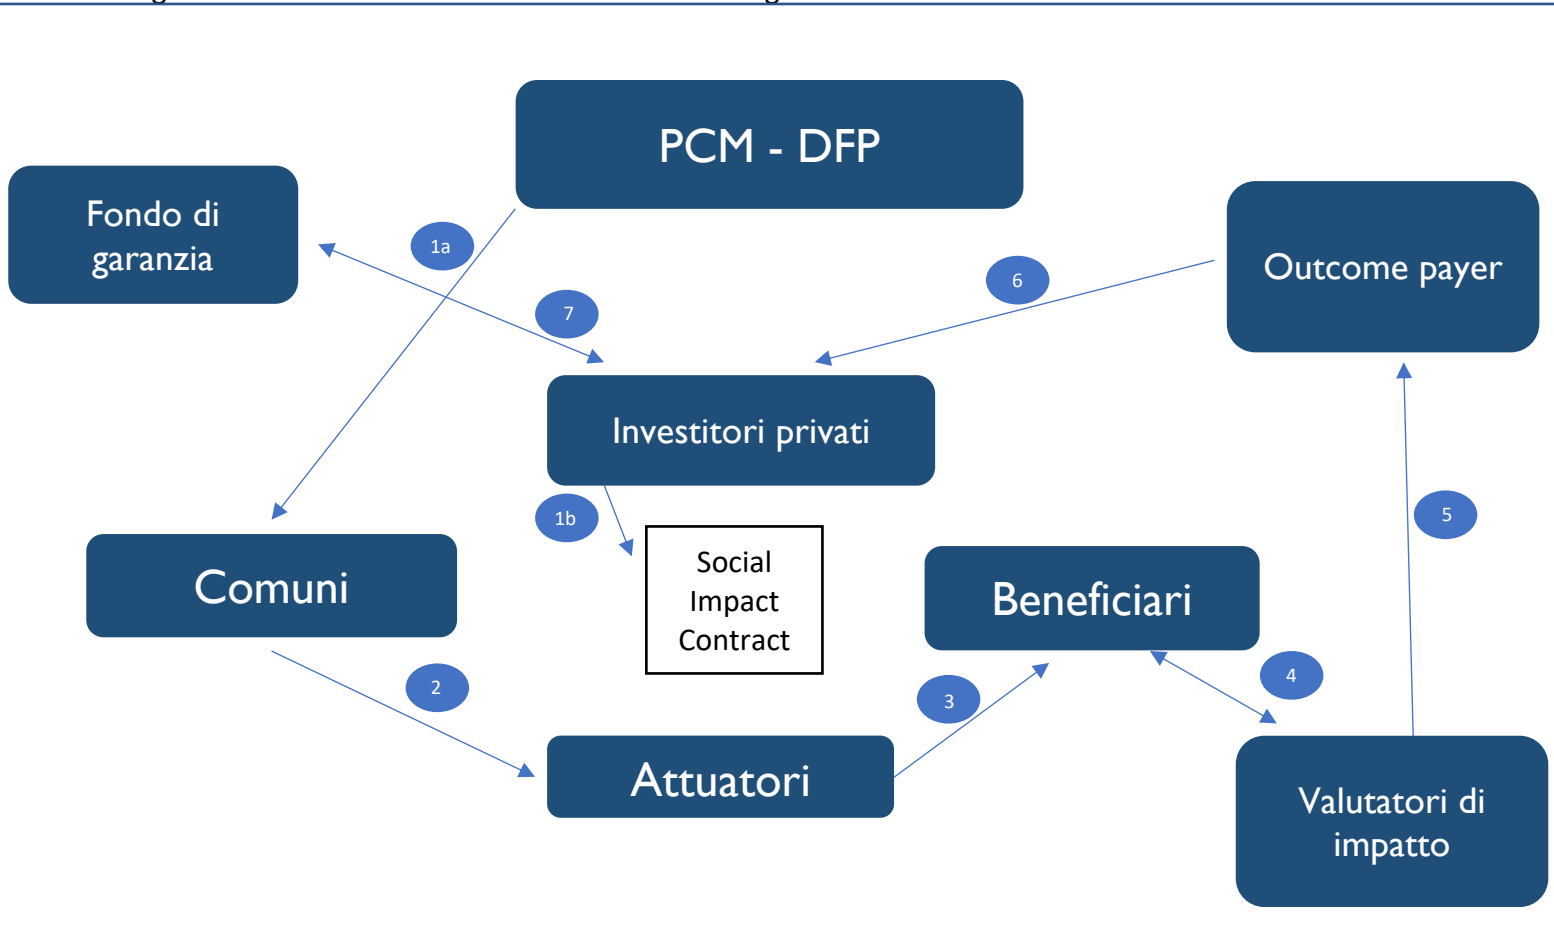 PCM - DFP
Fondo di
garanzia
1a
Outcome payer
6
7
Investitori privati
1b
5
Social
Impact
Contract
Comuni
Beneficiari
2
3
4
Attuatori
Valutatori di
impatto